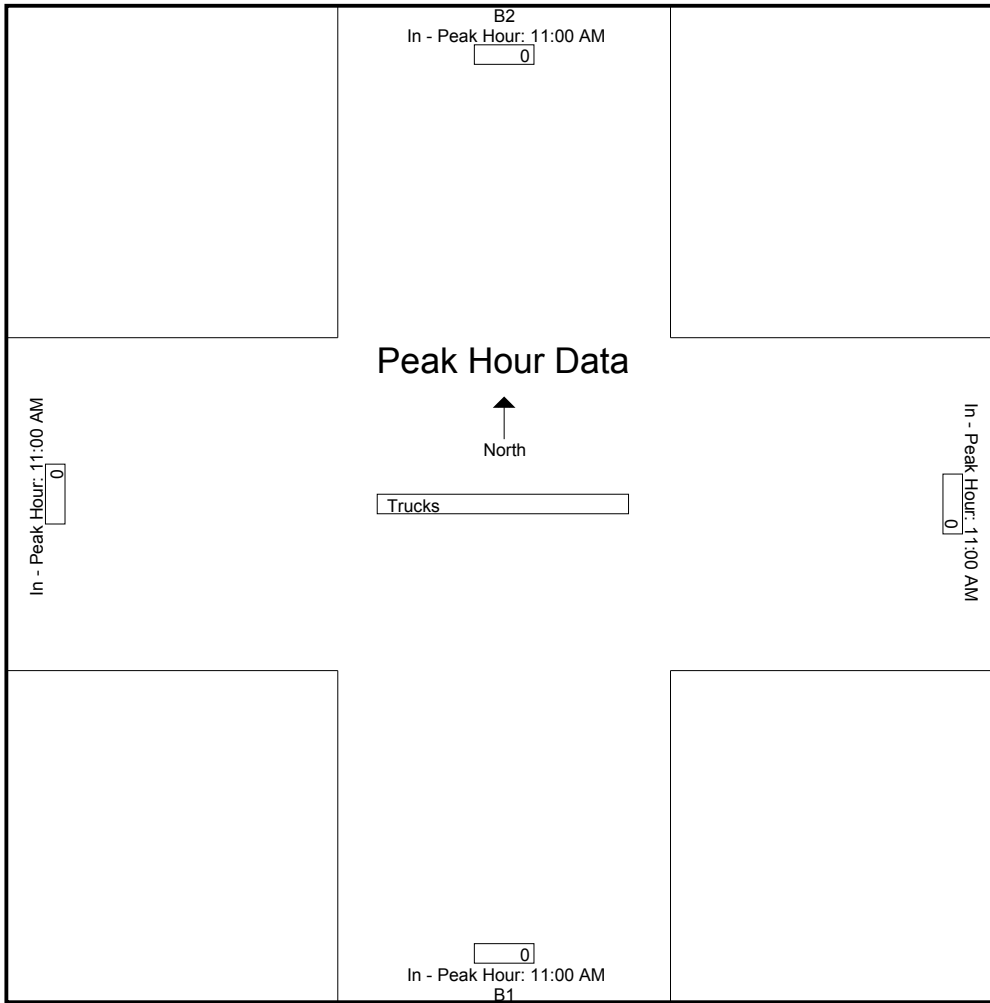 B2
In - Peak Hour: 11:00 AM
0
Peak Hour Data
North
Trucks
In - Peak Hour: 11:00 AM
0
In - Peak Hour: 11:00 AM
0
0
In - Peak Hour: 11:00 AM
B1